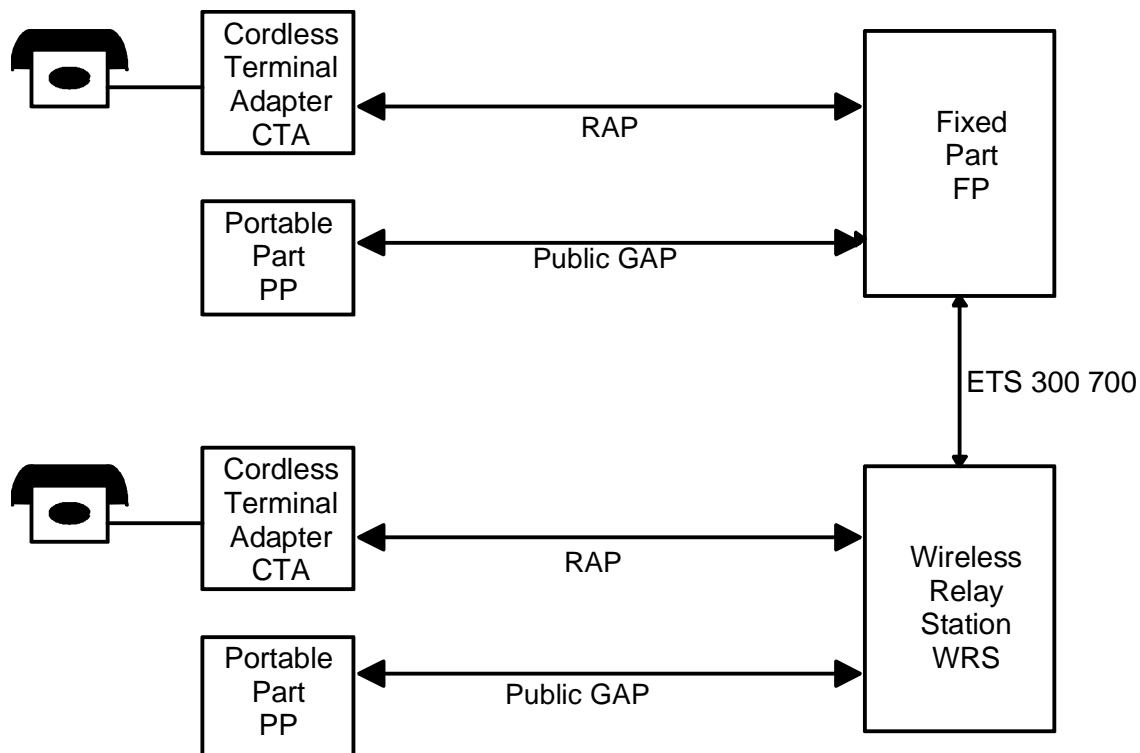 Cordless
Terminal
Adapter
CTA
RAP
Fixed
Part
FP
Portable
Part
PP
Public GAP
ETS 300 700
Cordless
Terminal
Adapter
CTA
RAP
Wireless
Relay
Station
WRS
Portable
Part
PP
Public GAP